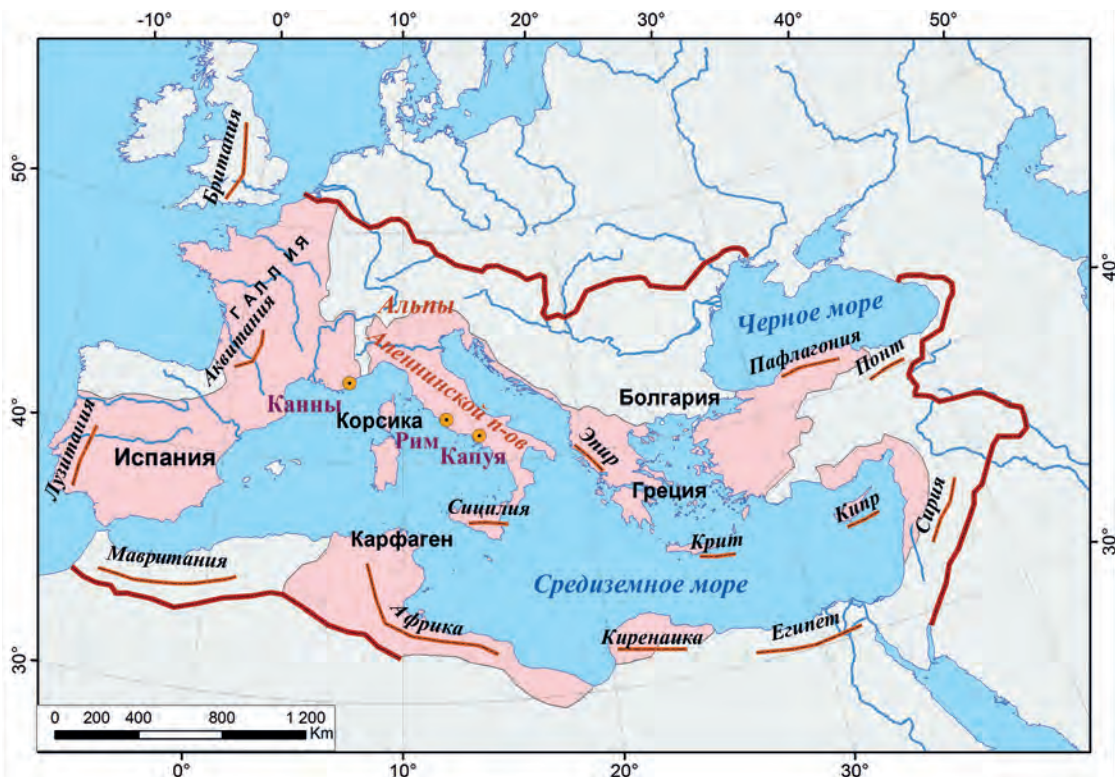 -10° 0° 10° 20° 30° 40° 50°
50°
40°
30°
40°
30°
Британия
ГАЛЛИЯ
Аквитания
Альпы
Апеннинской п-ов
Черное море
Пафлагония
Понт
Канны
Корсика
Рим
Капуя
Болгария
Лузитания
Испания
Эпир
Греция
Сицилия
Кипр
Сирия
Карфаген
Крит
Мавритания
Средиземное море
Африка
Киренаика
Египет
0 200 400 800 1 200
Km
0° 10° 20° 30°